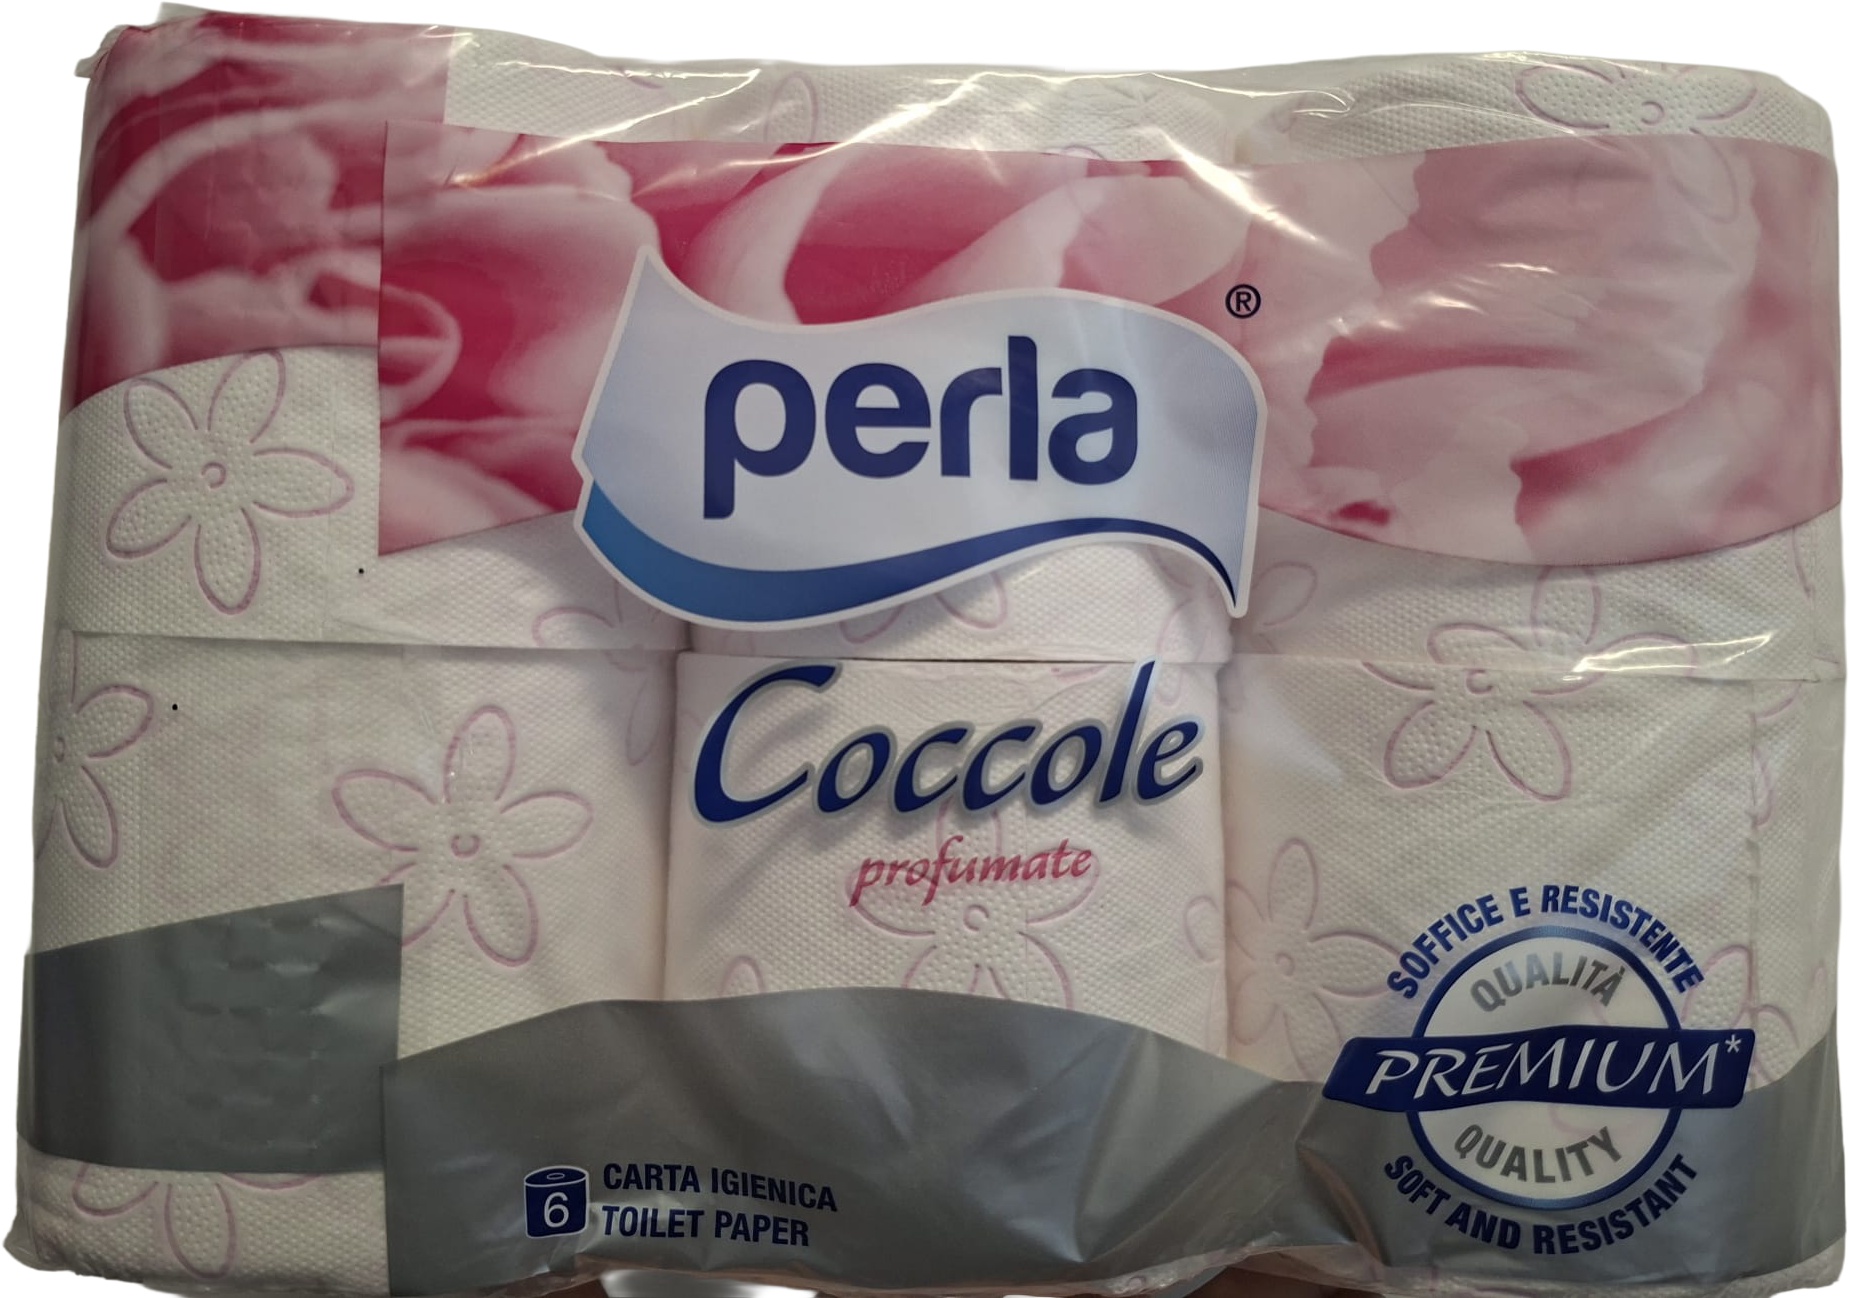 perla®
Coccole
profumate
SOFFICE E RESISTENTE
QUALITÀ
PREMIUM*
QUALITY
SOFT AND RESISTANT
6
CARTA IGIENICA
TOILET PAPER